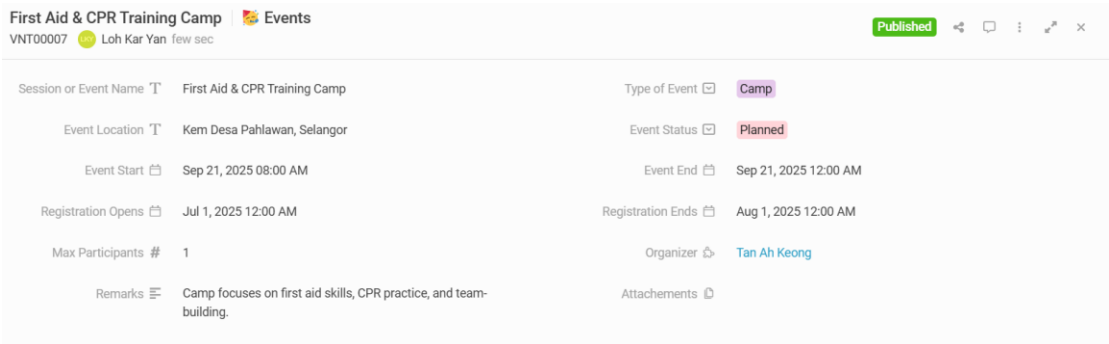 First Aid & CPR Training Camp Events
VNT00007 LKY Loh Kar Yan few sec
Published
Session or Event Name First Aid & CPR Training Camp
Type of Event Camp
Event Location Kem Desa Pahlawan, Selangor
Event Status Planned
Event Start Sep 21, 2025 08:00 AM
Event End Sep 21, 2025 12:00 AM
Registration Opens Jul 1, 2025 12:00 AM
Registration Ends Aug 1, 2025 12:00 AM
Max Participants # 1
Organizer Tan Ah Keong
Remarks Camp focuses on first aid skills, CPR practice, and team-
building.
Attachements